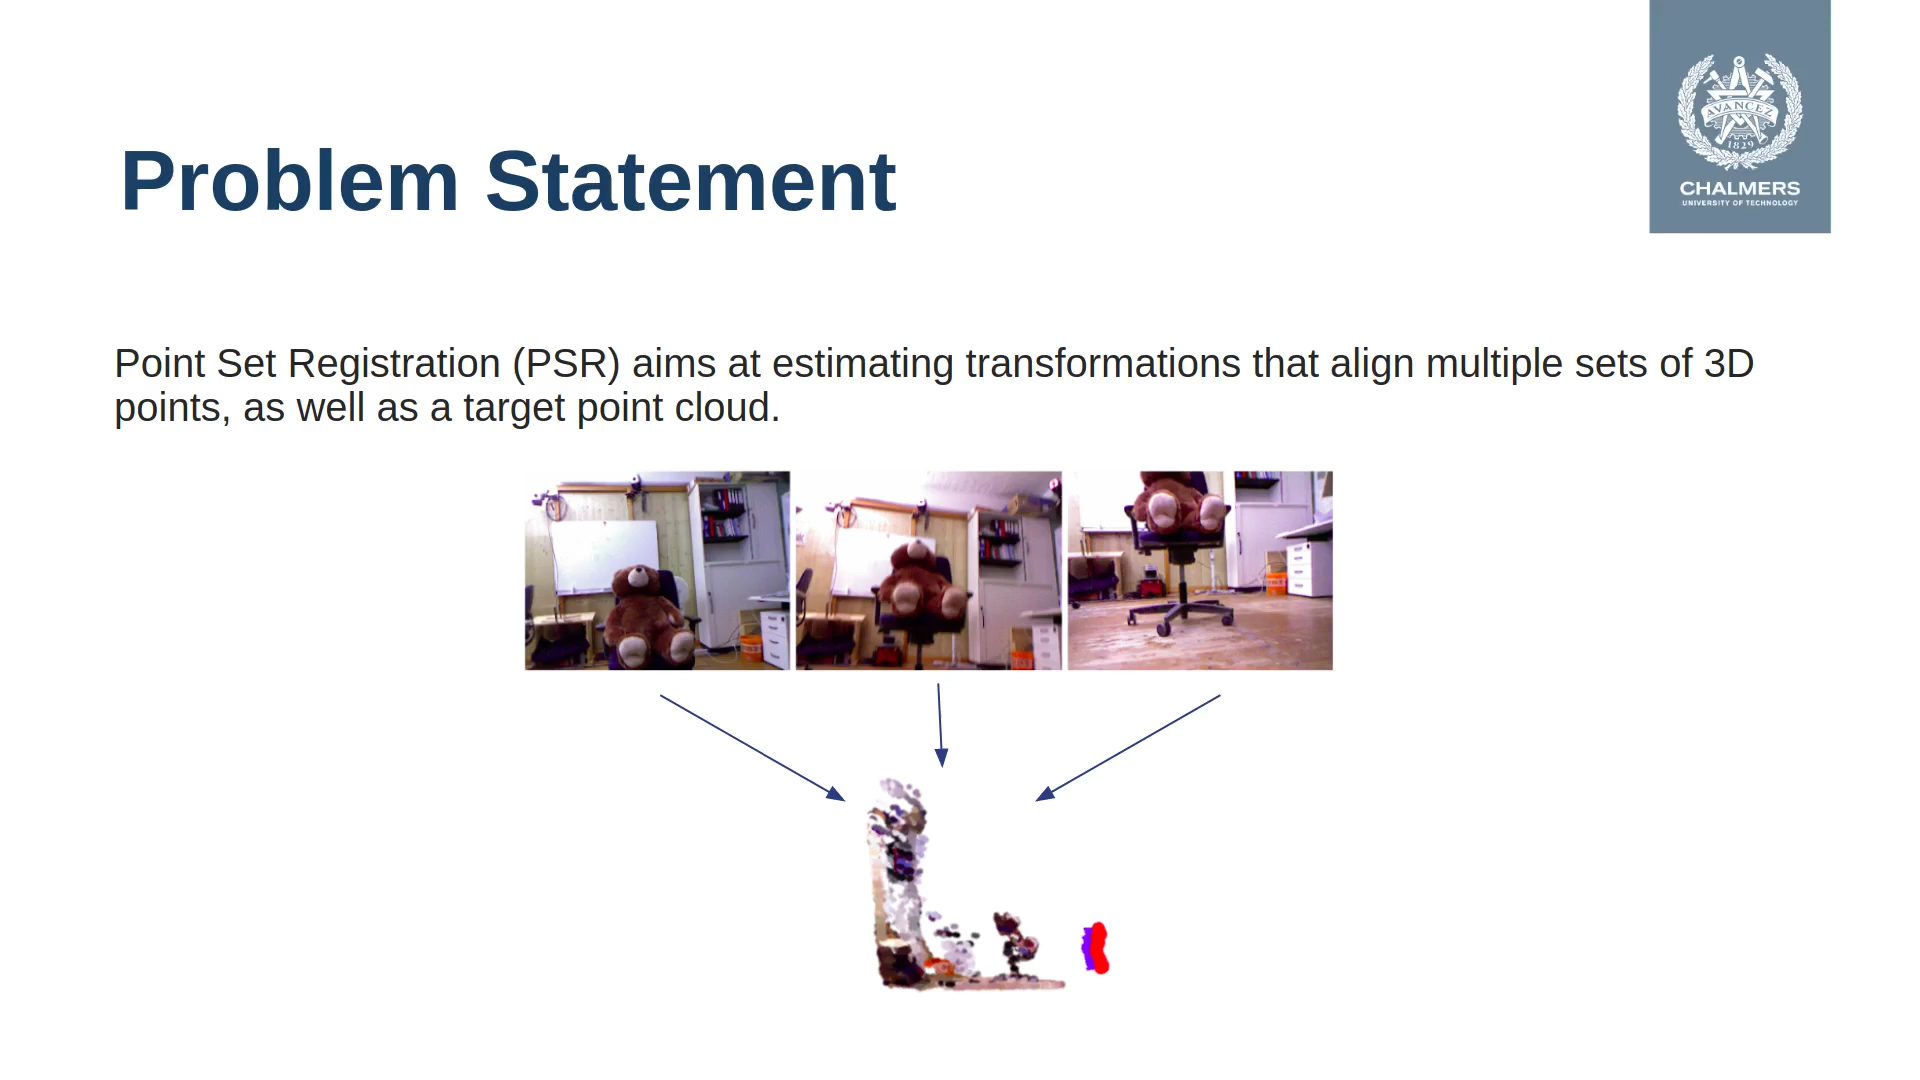 AVANCEZ
1829
CHALMERS
UNIVERSITY OF TECHNOLOGY
Problem Statement
Point Set Registration (PSR) aims at estimating transformations that align multiple sets of 3D
points, as well as a target point cloud.